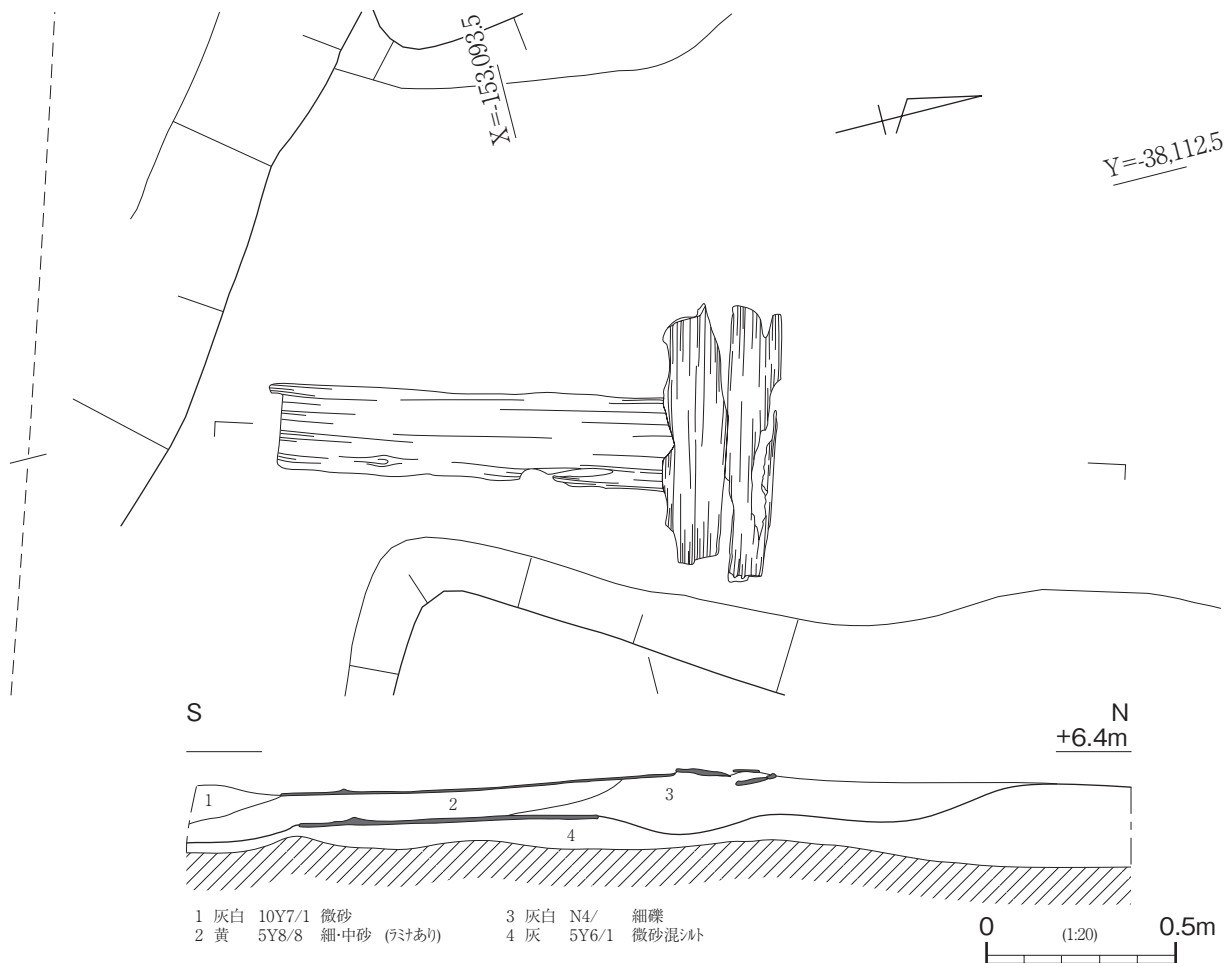 X=-153,093.5
Y=-38,112.5
S
N
+6.4m
1
2
3
4
1 灰白 10Y7/1 微砂
2 黄 5Y8/8 細・中砂 (ラミナあり)
3 灰白 N4/ 細礫
4 灰 5Y6/1 微砂混シルト
0 (1:20) 0.5m